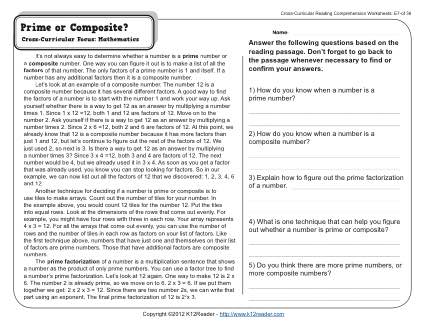 Cross-Curricular Reading Comprehension Worksheets: E7 of 36
Prime or Composite?
Cross-Curricular Focus: Mathematics
Name
It's not always easy to determine whether a number is a prime number or
a composite number. One way you can figure it out is to make a list of all the
factors of that number. The only factors of a prime number is 1 and itself. If a
number has any additional factors then it is a composite number.
Let's look at an example of a composite number. The number 12 is a
composite number because it has several different factors. A good way to find
the factors of a number is to start with the number 1 and work your way up. Ask
yourself whether there is a way to get 12 as an answer by multiplying a number
times 1. Since 1 x 12 =12, both 1 and 12 are factors of 12. Move on to the
number 2. Ask yourself if there is a way to get 12 as an answer by multiplying a
number times 2. Since 2 x 6 =12, both 2 and 6 are factors of 12. At this point, we
already know that 12 is a composite number because it has more factors than
just 1 and 12, but let's continue to figure out the rest of the factors of 12. We
just used 2, so next is 3. Is there a way to get 12 as an answer by multiplying
a number times 3? Since 3 x 4 =12, both 3 and 4 are factors of 12. The next
number would be 4, but we already used it in 3 x 4. As soon as you get a factor
that was already used, you know you can stop looking for factors. So in our
example, we can now list out all of the factors of 12 that we discovered: 1, 2, 3, 4, 6
and 12.
Another technique for deciding if a number is prime or composite is to
use tiles to make arrays. Count out the number of tiles for your number. In
the example above, you would count 12 tiles for the number 12. Put the tiles
into equal rows. Look at the dimensions of the rows that come out evenly. For
example, you might have four rows with three in each row. Your array represents
4 x 3 = 12. For all the arrays that come out evenly, you can use the number of
rows and the number of tiles in each row as factors on your list of factors. Like
the first technique above, numbers that have just one and themselves on their list
of factors are prime numbers. Those that have additional factors are composite
numbers.
The prime factorization of a number is a multiplication sentence that shows
a number as the product of only prime numbers. You can use a factor tree to find
a number's prime factorization. Let's look at 12 again. One way to make 12 is 2 x
6. The number 2 is already prime, so we move on to 6. 2 x 3 = 6. If we put them
together we get: 2 x 2 x 3 = 12. Since there are two number 2s, we can write that
part using an exponent. The final prime factorization of 12 is 2²x 3.
Answer the following questions based on the
reading passage. Don't forget to go back to
the passage whenever necessary to find or
confirm your answers.
1) How do you know when a number is a
prime number?
2) How do you know when a number is a
composite number?
3) Explain how to figure out the prime factorization
of a number.
4) What is one technique that can help you figure
out whether a number is prime or composite?
5) Do you think there are more prime numbers, or
more composite numbers?
Copyright ©2012 K12Reader - http://www.k12reader.com